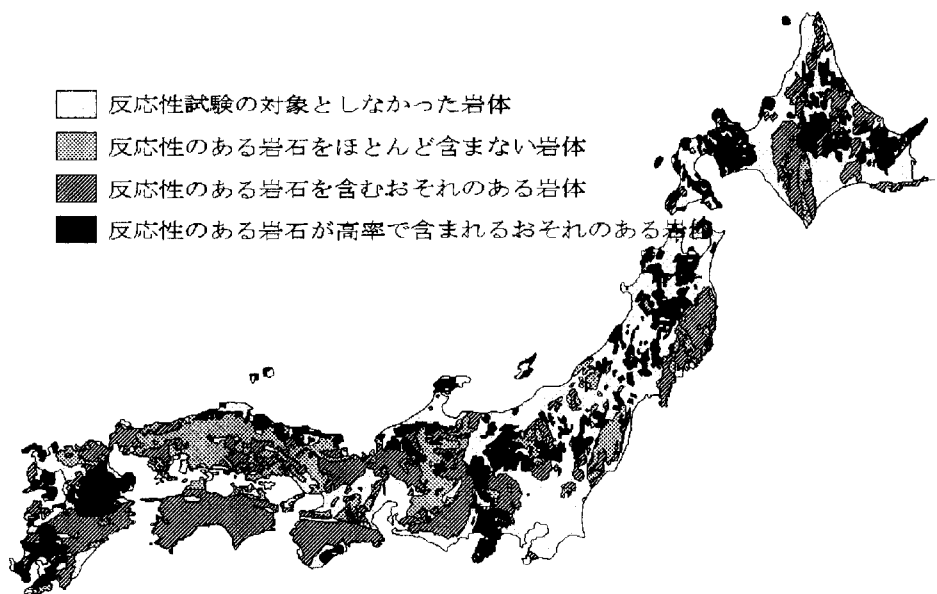 反応性試験の対象としなかった岩体
反応性のある岩石をほとんど含まない岩体
反応性のある岩石を含むおそれのある岩体
反応性のある岩石が高率で含まれるおそれのある岩体